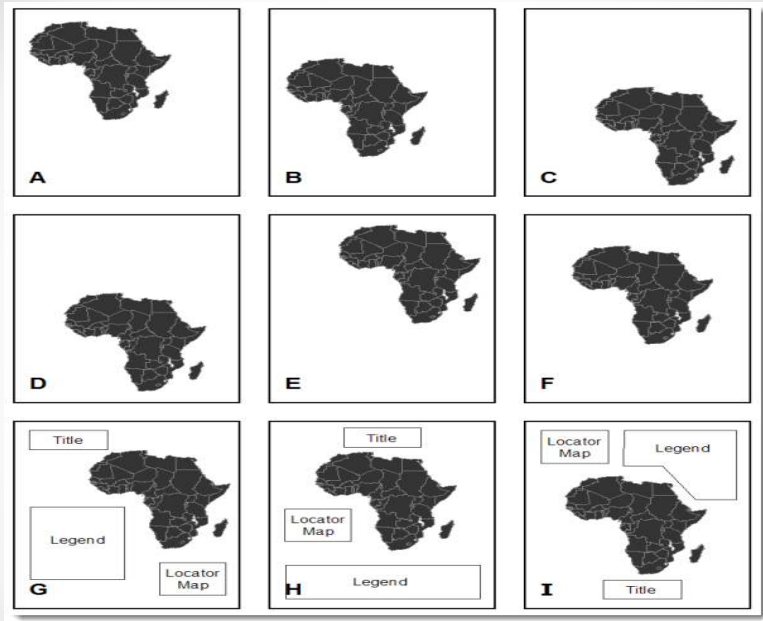 A
B
C
D
E
F
Title
Legend
Locator
Map
G
Title
Locator
Map
Legend
H
Locator
Map
Legend
Title
I